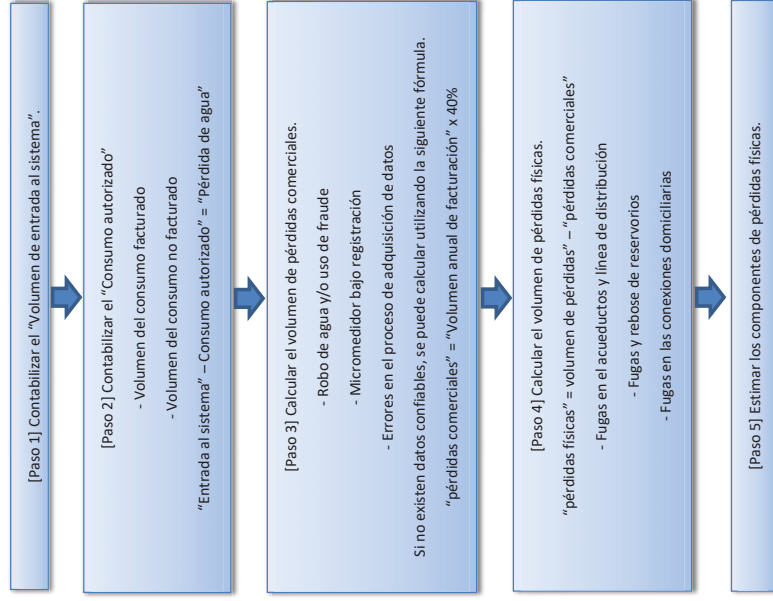 [Paso 1] Contabilizar el “Volumen de entrada al sistema”.
[Paso 2] Contabilizar el “Consumo autorizado”
- Volumen del consumo facturado
- Volumen del consumo no facturado
“Entrada al sistema” – Consumo autorizado” = “Pérdida de agua”
[Paso 3] Calcular el volumen de pérdidas comerciales.
- Robo de agua y/o uso de fraude
- Micromedidor bajo registración
- Errores en el proceso de adquisición de datos
Si no existen datos confiables, se puede calcular utilizando la siguiente fórmula.
“pérdidas comerciales” = “Volumen anual de facturación” x 40%
[Paso 4] Calcular el volumen de pérdidas físicas.
“pérdidas físicas” = volumen de pérdidas” – “pérdidas comerciales”
- Fugas en el acueductos y línea de distribución
- Fugas y rebose de reservorios
- Fugas en las conexiones domiciliarias
[Paso 5] Estimar los componentes de pérdidas físicas.